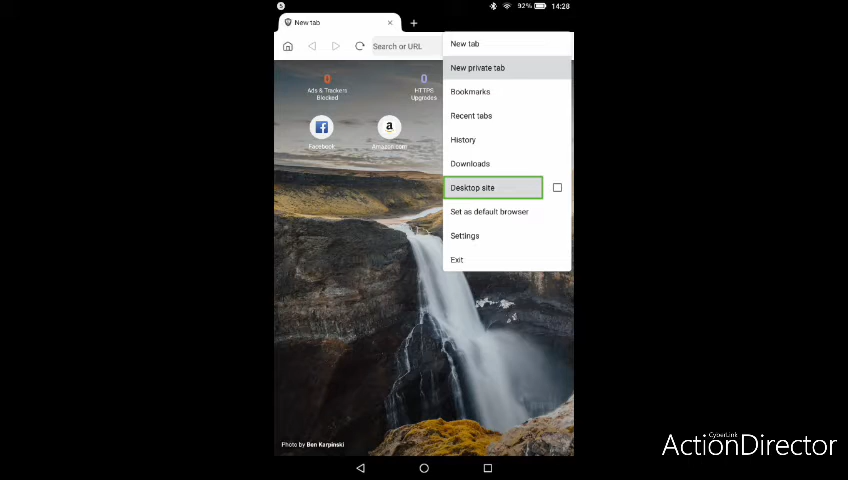 92% 14:28
New tab
Search or URL
New tab
New private tab
Bookmarks
Recent tabs
History
Downloads
Desktop site
Set as default browser
Settings
Exit
0
Ads & Trackers
Blocked
0
HTTPS
Upgrades
Facebook
Amazon.com
Photo by Ben Karpinski
CyberLink
ActionDirector